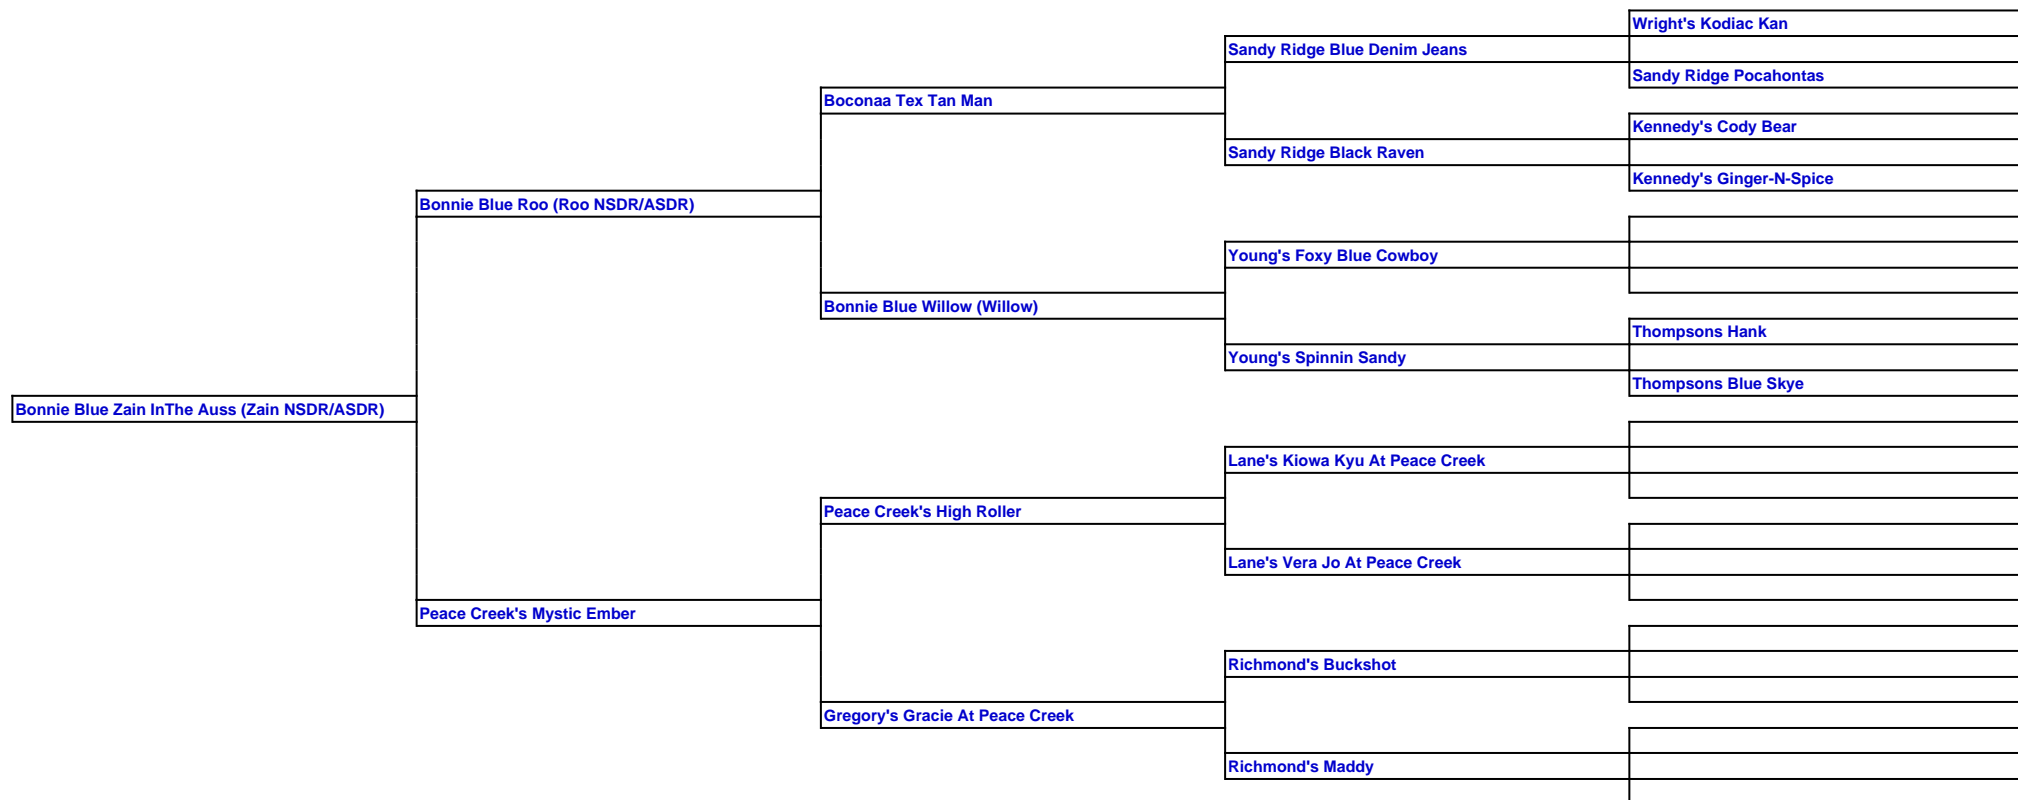 Wright's Kodiac Kan
Sandy Ridge Blue Denim Jeans
Sandy Ridge Pocahontas
Boconaa Tex Tan Man
Kennedy's Cody Bear
Sandy Ridge Black Raven
Kennedy's Ginger-N-Spice
Bonnie Blue Roo (Roo NSDR/ASDR)
Young's Foxy Blue Cowboy
Bonnie Blue Willow (Willow)
Thompsons Hank
Young's Spinnin Sandy
Thompsons Blue Skye
Bonnie Blue Zain InThe Auss (Zain NSDR/ASDR)
Lane's Kiowa Kyu At Peace Creek
Peace Creek's High Roller
Lane's Vera Jo At Peace Creek
Peace Creek's Mystic Ember
Richmond's Buckshot
Gregory's Gracie At Peace Creek
Richmond's Maddy